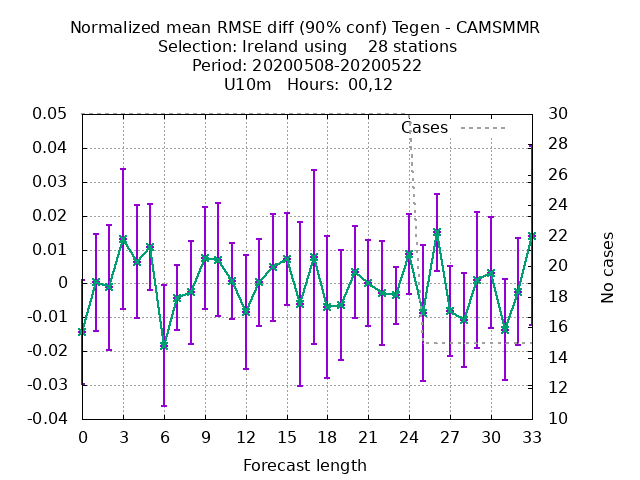 Normalized mean RMSE diff (90% conf) Tegen - CAMSMMR
Selection: Ireland using    28 stations
Period: 20200508-20200522
U10m   Hours:  00,12
0.05
0.04
0.03
0.02
0.01
0
-0.01
-0.02
-0.03
-0.04
Cases
30
28
26
24
22
20
18
16
14
12
10
No cases
0 3 6 9 12 15 18 21 24 27 30 33
Forecast length